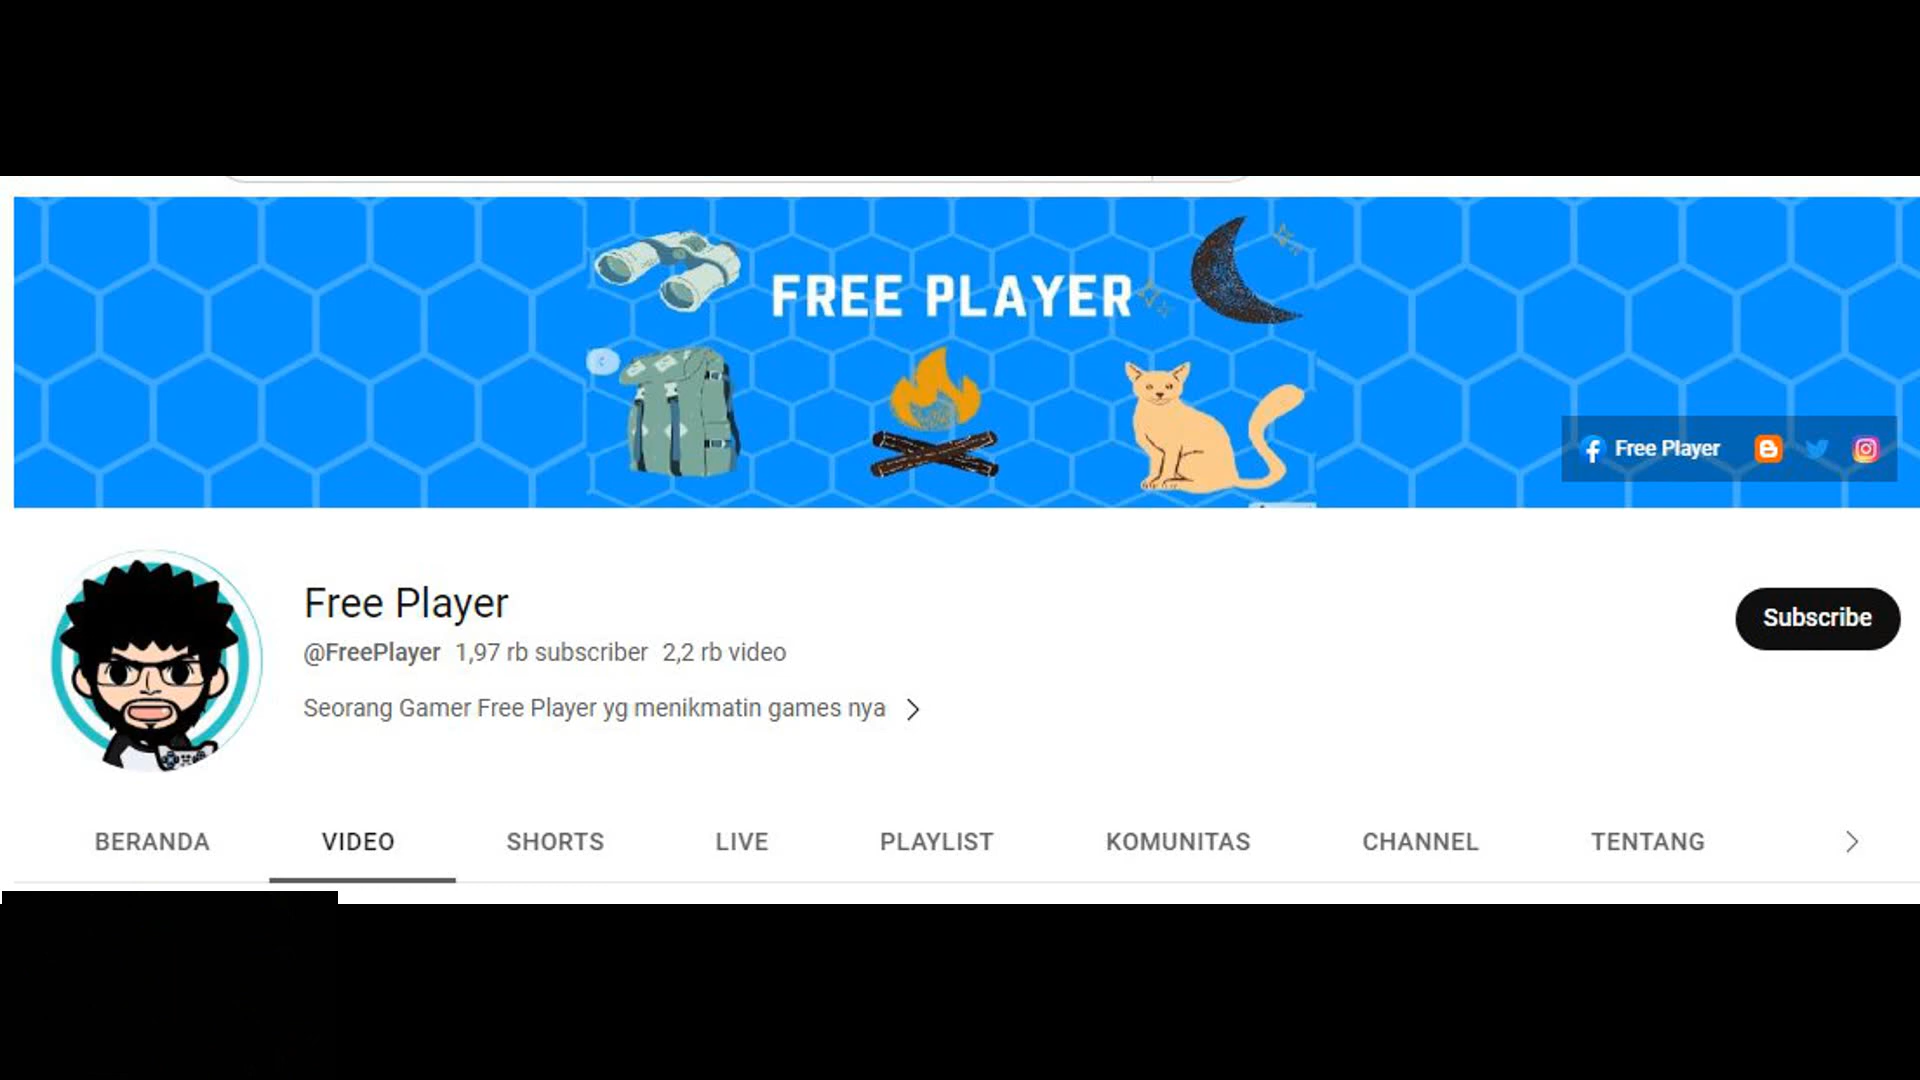 FREE PLAYER
Free Player
Free Player
@FreePlayer 1,97 rb subscriber 2,2 rb video
Subscribe
Seorang Gamer Free Player yg menikmatin games nya
BERANDA VIDEO SHORTS LIVE PLAYLIST KOMUNITAS CHANNEL TENTANG